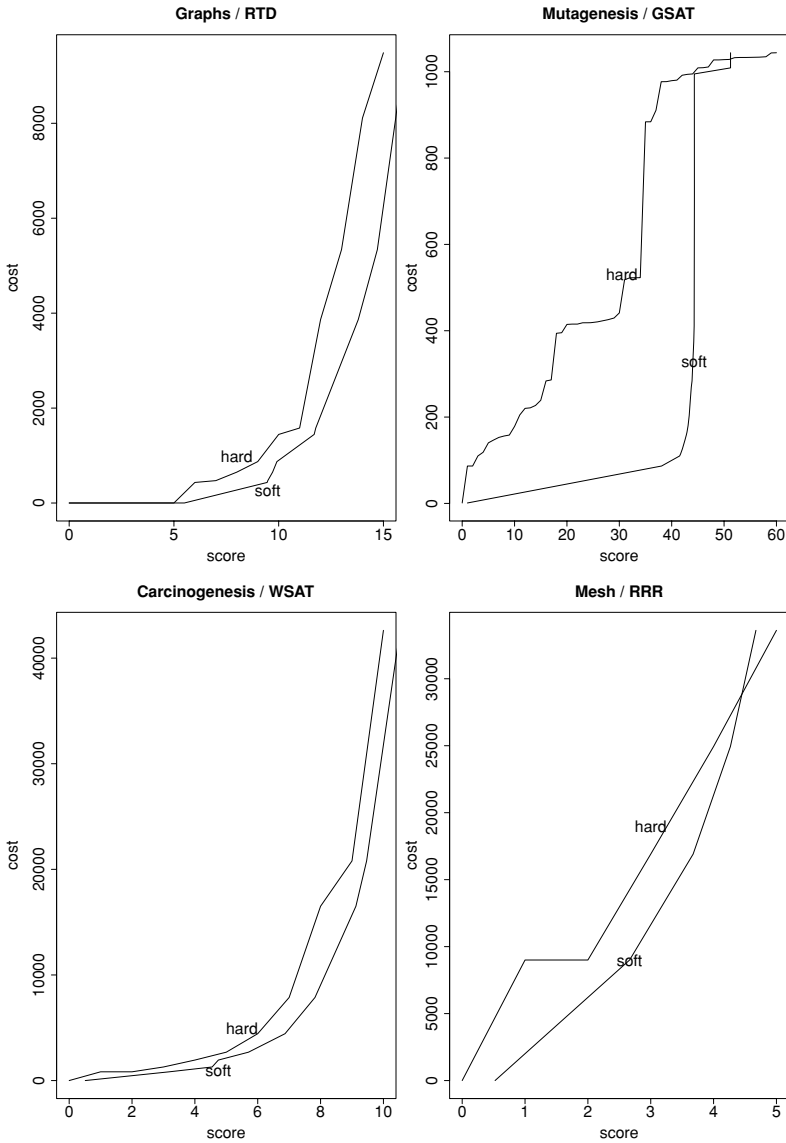 Graphs / RTD
cost
0
2000
4000
6000
8000
hard
soft
0
5
10
15
score
Mutagenesis / GSAT
cost
0
200
400
600
800
1000
hard
soft
0
10
20
30
40
50
60
score
Carcinogenesis / WSAT
cost
0
10000
20000
30000
40000
hard
soft
0
2
4
6
8
10
score
Mesh / RRR
cost
0
5000
10000
15000
20000
25000
30000
hard
soft
0
1
2
3
4
5
score